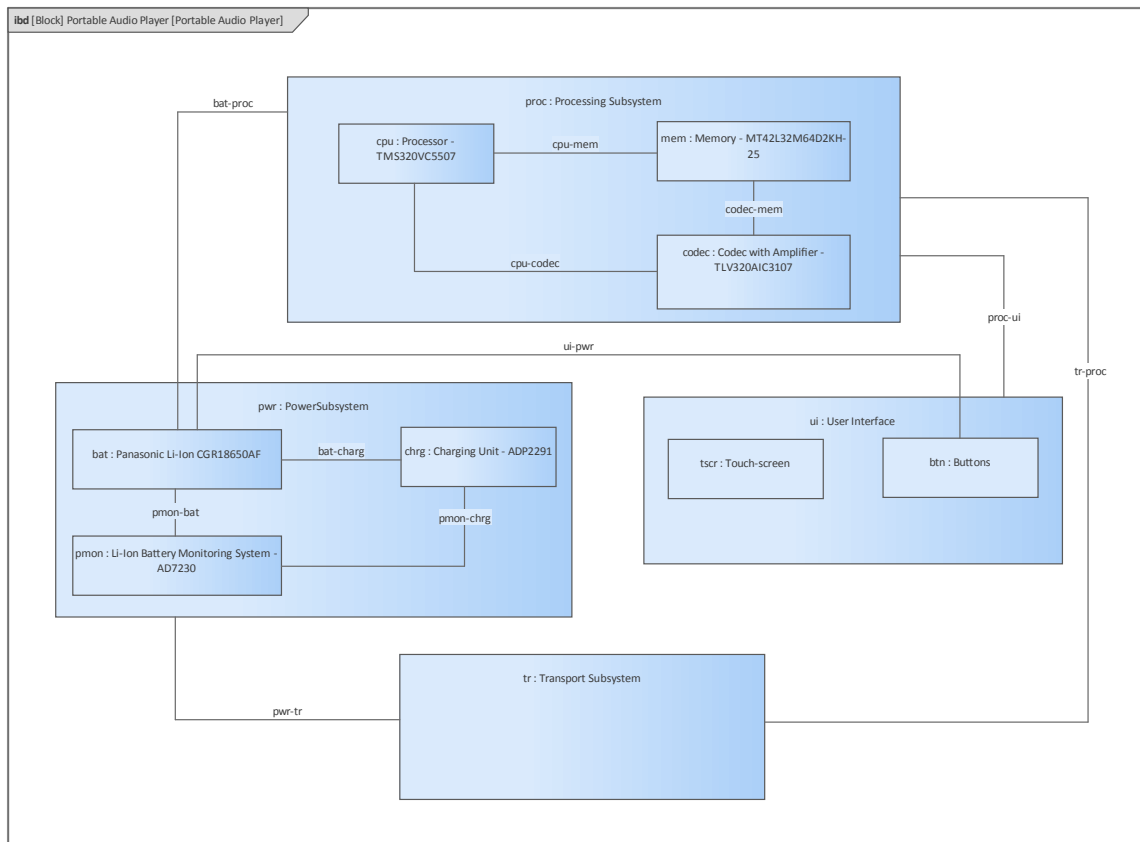 ibd [Block] Portable Audio Player [Portable Audio Player]
bat-proc
proc : Processing Subsystem
cpu : Processor -
TMS320VC5507
cpu-mem
mem : Memory - MT42L32M64D2KH-
25
codec-mem
cpu-codec
codec : Codec with Amplifier -
TLV320AIC3107
proc-ui
ui-pwr
tr-proc
pwr : PowerSubsystem
bat : Panasonic Li-Ion CGR18650AF
bat-charg
chrg : Charging Unit - ADP2291
pmon-bat
pmon-chrg
pmon : Li-Ion Battery Monitoring System -
AD7230
ui : User Interface
tscr : Touch-screen
btn : Buttons
tr : Transport Subsystem
pwr-tr